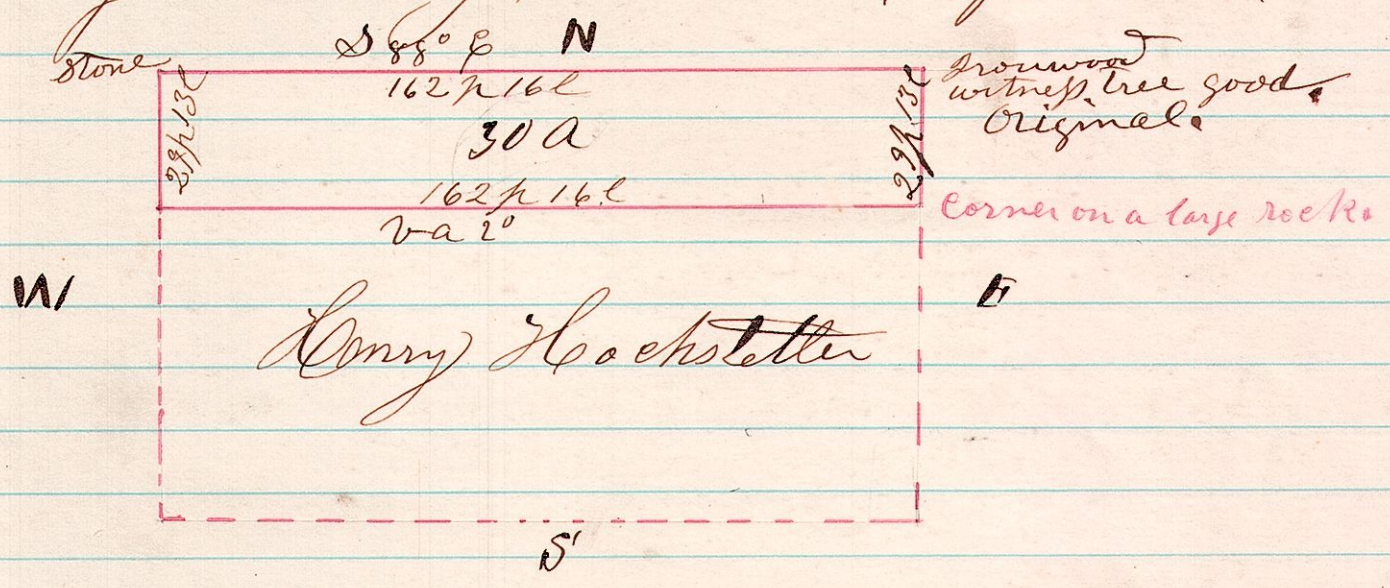 S 88° E N
Stone
162 p 16 l
29 p 13 l
30 A
29 p 13 l
Ironwood
witness tree good.
Original.
162 p 16 l
va 2°
Corner on a large rock.
W
E
Henry Hochstetter
S